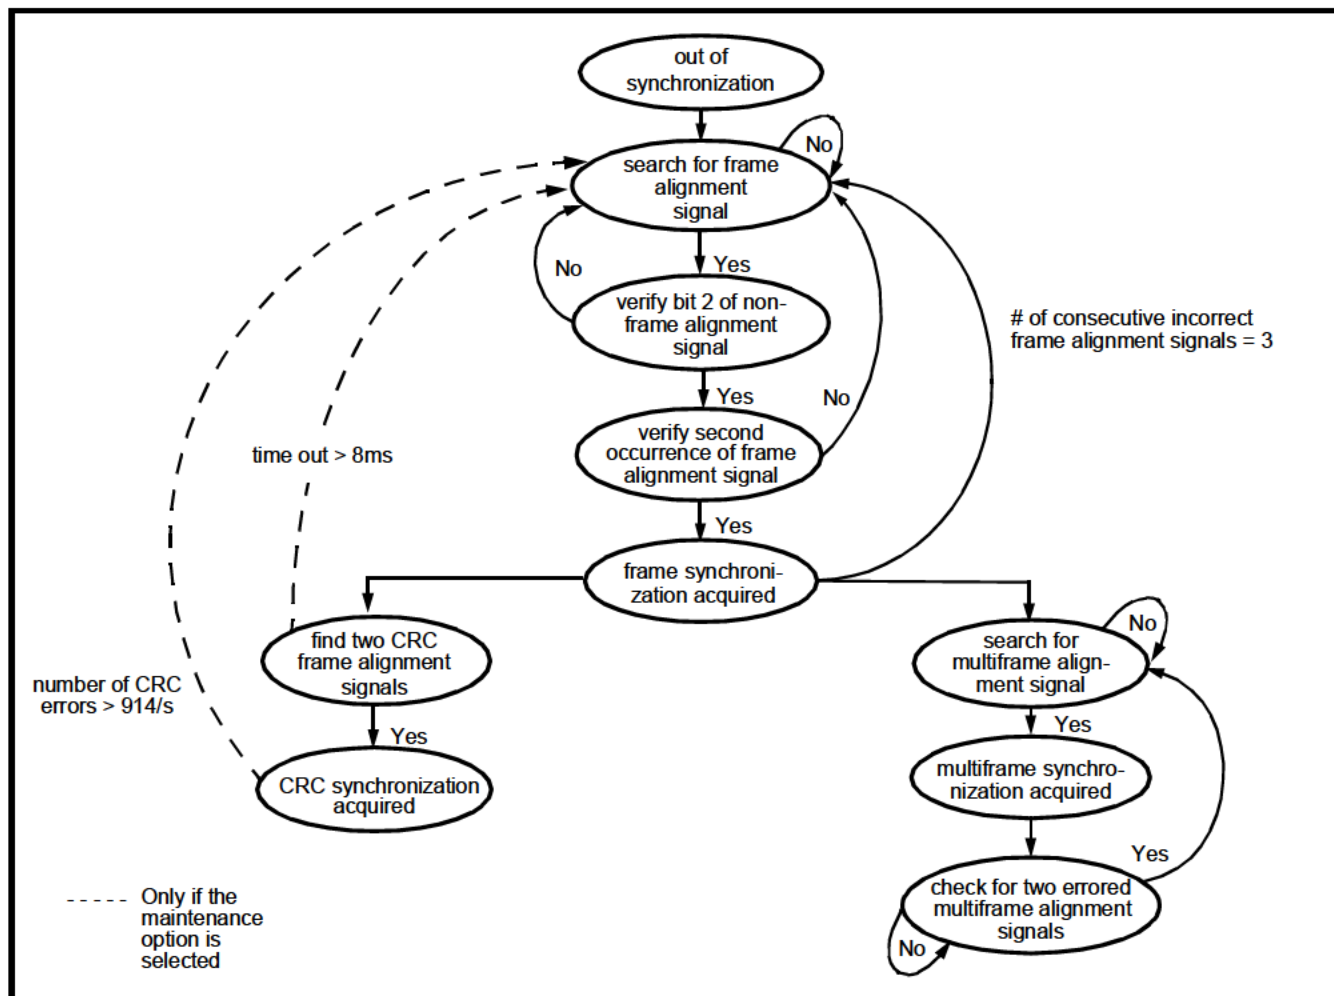 out of
synchronization
No
search for frame
alignment
signal
No
Yes
verify bit 2 of non-
frame alignment
signal
# of consecutive incorrect
frame alignment signals = 3
Yes
No
verify second
occurrence of frame
alignment signal
time out > 8ms
Yes
frame synchroni-
zation acquired
find two CRC
frame alignment
signals
No
search for
multiframe align-
ment signal
number of CRC
errors > 914/s
Yes
Yes
CRC synchronization
acquired
multiframe synchro-
nization acquired
Yes
check for two errored
multiframe alignment
signals
No
----- Only if the
maintenance
option is
selected